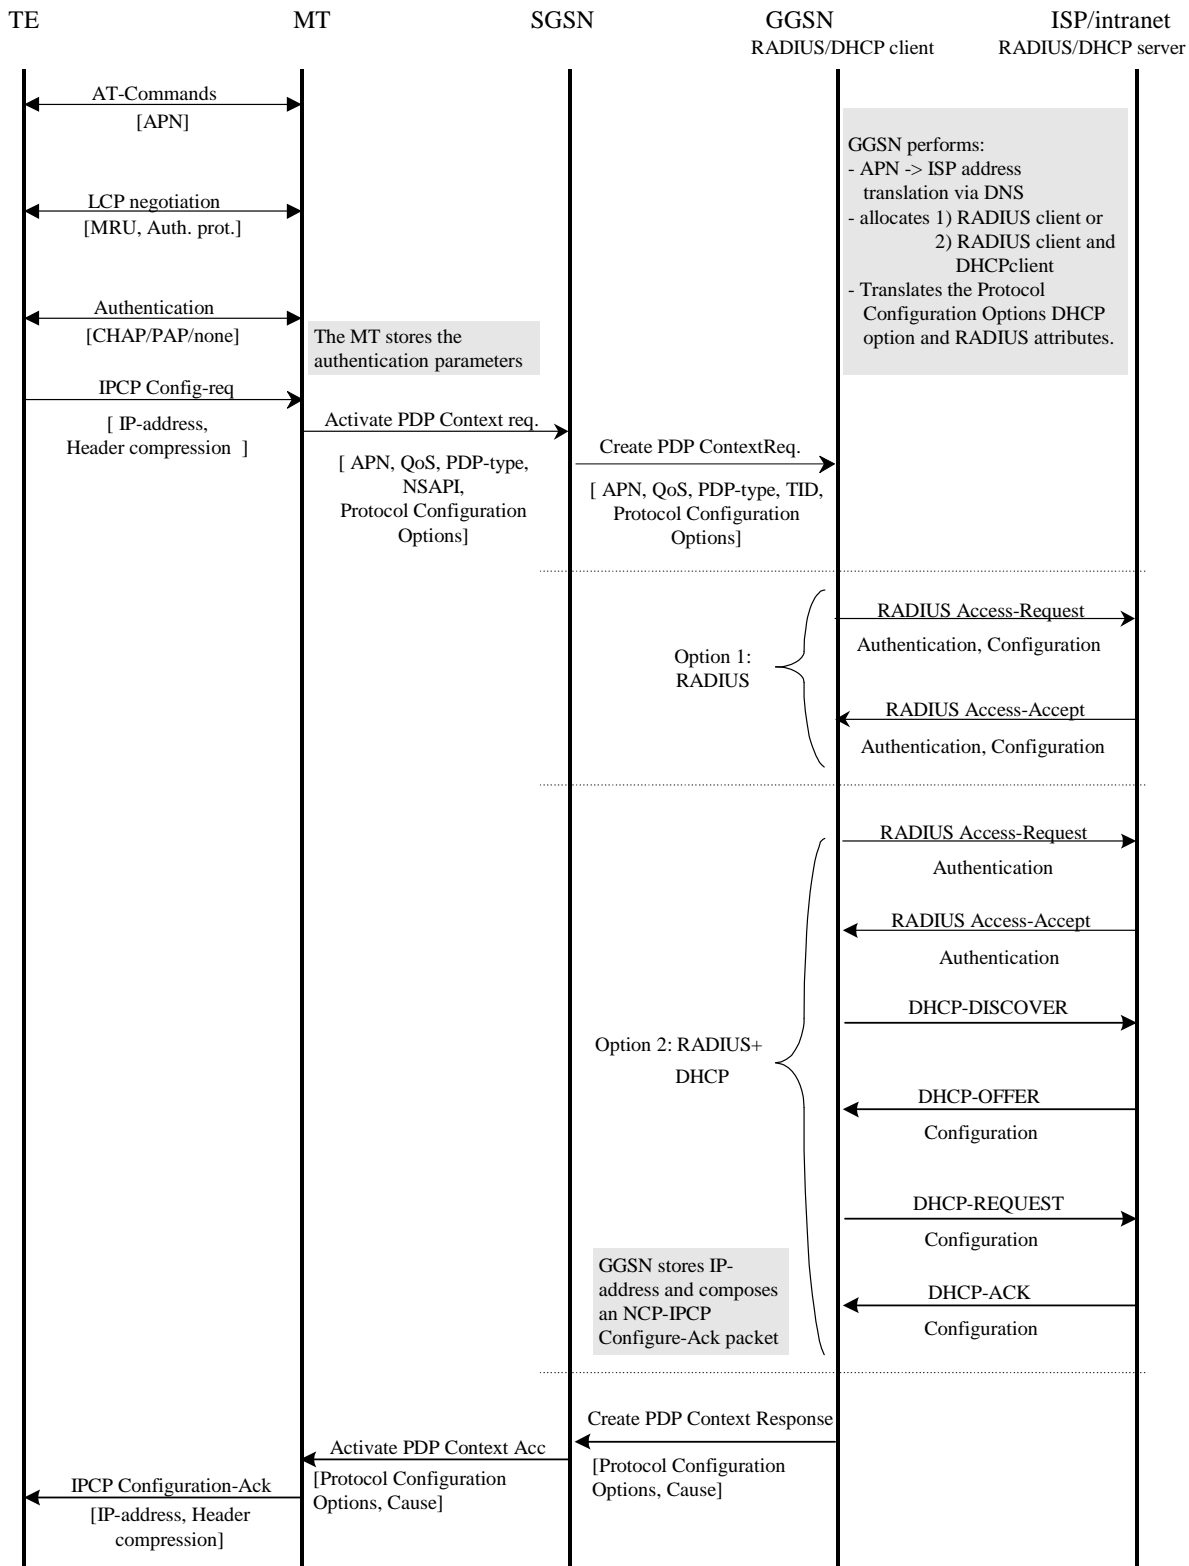 TE MT SGSN GGSN ISP/intranet
RADIUS/DHCP client RADIUS/DHCP server
AT-Commands
[APN]
GGSN performs:
- APN -> ISP address
translation via DNS
- allocates 1) RADIUS client or
2) RADIUS client and
DHCPclient
- Translates the Protocol
Configuration Options DHCP
option and RADIUS attributes.
LCP negotiation
[MRU, Auth. prot.]
Authentication
[CHAP/PAP/none]
The MT stores the
authentication parameters
IPCP Config-req
[ IP-address,
Header compression ]
Activate PDP Context req.
[ APN, QoS, PDP-type,
NSAPI,
Protocol Configuration
Options]
Create PDP ContextReq.
[ APN, QoS, PDP-type, TID,
Protocol Configuration
Options]
Option 1:
RADIUS
RADIUS Access-Request
Authentication, Configuration
RADIUS Access-Accept
Authentication, Configuration
RADIUS Access-Request
Authentication
RADIUS Access-Accept
Authentication
DHCP-DISCOVER
Option 2: RADIUS+
DHCP
DHCP-OFFER
Configuration
DHCP-REQUEST
Configuration
GGSN stores IP-
address and composes
an NCP-IPCP
Configure-Ack packet
DHCP-ACK
Configuration
Create PDP Context Response
[Protocol Configuration
Options, Cause]
Activate PDP Context Acc
[Protocol Configuration
Options, Cause]
IPCP Configuration-Ack
[IP-address, Header
compression]